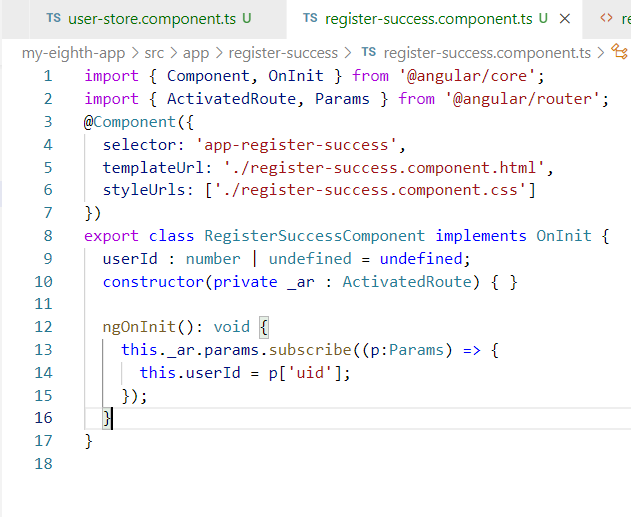 TS user-store.component.ts U TS register-success.component.ts U × <> re
my-eighth-app > src > app > register-success > TS register-success.component.ts >
1 import { Component, OnInit } from '@angular/core';
2 import { ActivatedRoute, Params } from '@angular/router';
3 @Component({
4   selector: 'app-register-success',
5   templateUrl: './register-success.component.html',
6   styleUrls: ['./register-success.component.css']
7 })
8 export class RegisterSuccessComponent implements OnInit {
9   userId : number | undefined = undefined;
10   constructor(private _ar : ActivatedRoute) { }
11
12   ngOnInit(): void {
13     this._ar.params.subscribe((p:Params) => {
14       this.userId = p['uid'];
15     });
16   }
17 }
18